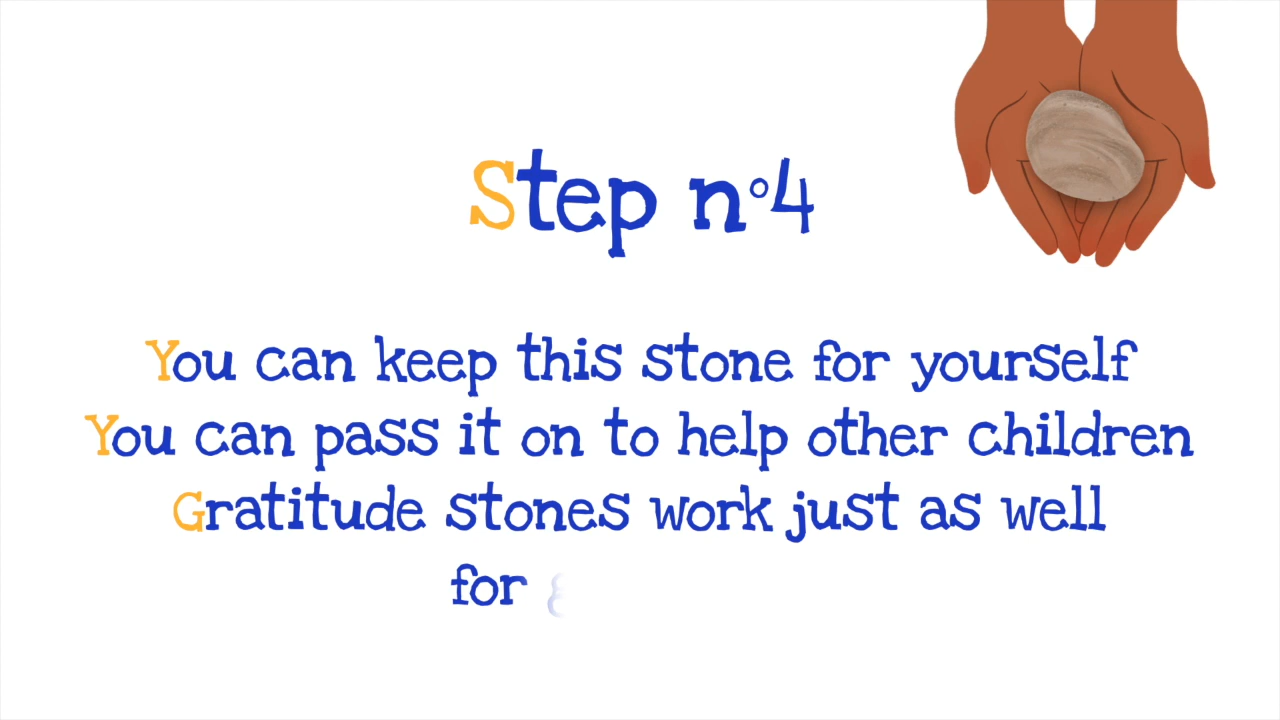 Step n°4
You can keep this stone for yourself
You can pass it on to help other children
Gratitude stones work just as well
for